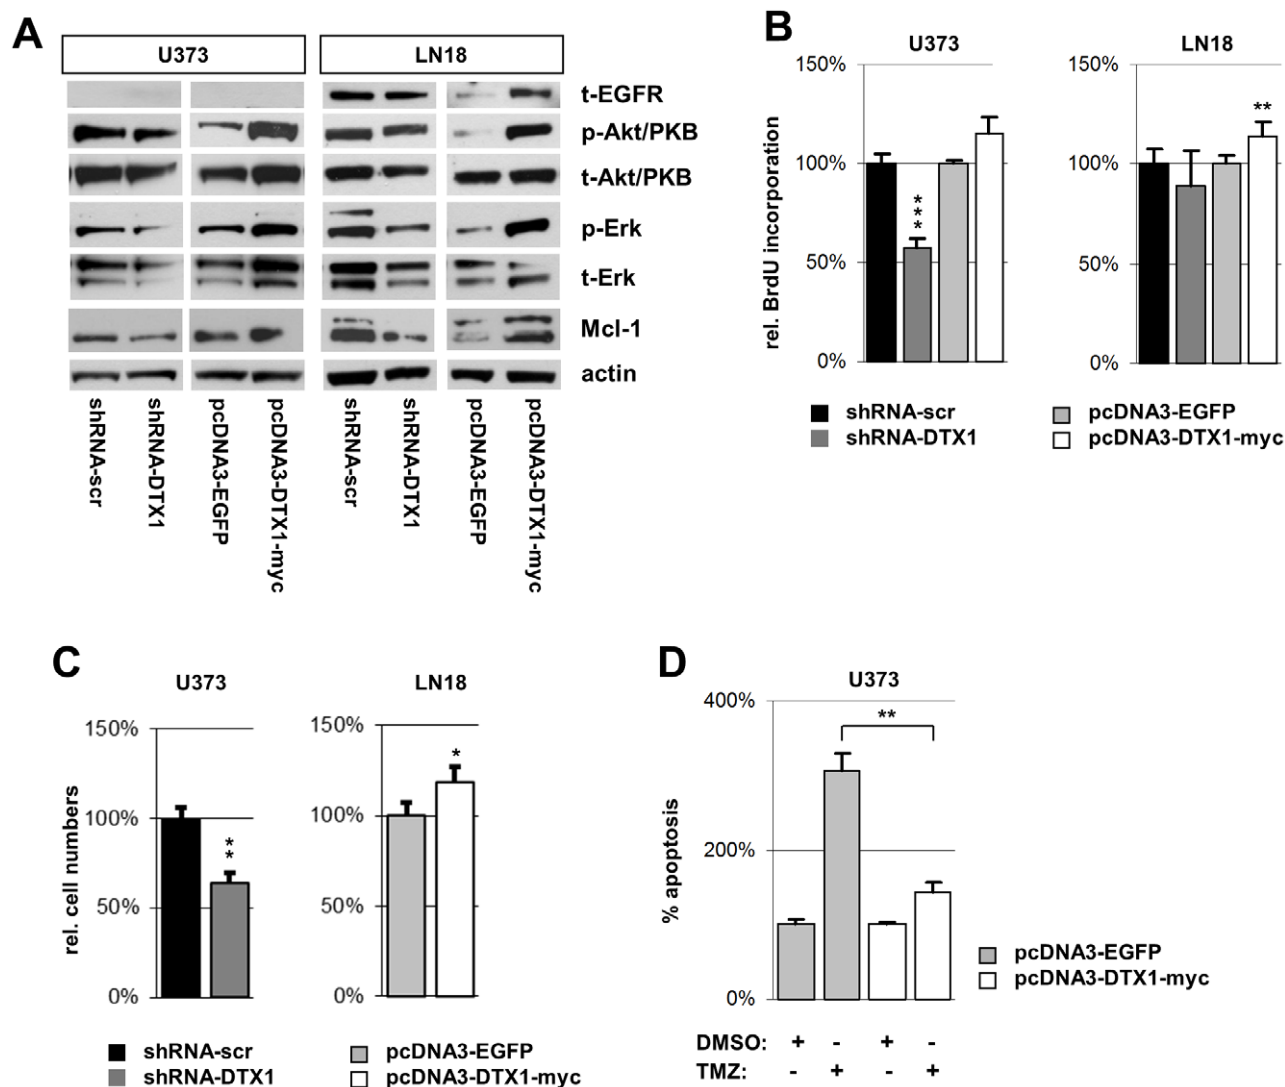 A
U373 LN18
t-EGFR
p-Akt/PKB
t-Akt/PKB
p-Erk
t-Erk
Mcl-1
actin
shRNA-scr
shRNA-DTX1
pcDNA3-EGFP
pcDNA3-DTX1-myc
shRNA-scr
shRNA-DTX1
pcDNA3-EGFP
pcDNA3-DTX1-myc
B
U373
rel. BrdU incorporation
150%
100%
50%
0%
***
LN18
150%
100%
50%
0%
**
shRNA-scr
shRNA-DTX1
pcDNA3-EGFP
pcDNA3-DTX1-myc
C
U373
rel. cell numbers
150%
100%
50%
0%
**
LN18
150%
100%
50%
0%
*
shRNA-scr
shRNA-DTX1
pcDNA3-EGFP
pcDNA3-DTX1-myc
D
U373
% apoptosis
400%
200%
0%
**
pcDNA3-EGFP
pcDNA3-DTX1-myc
DMSO: + - + -
TMZ: - + - +